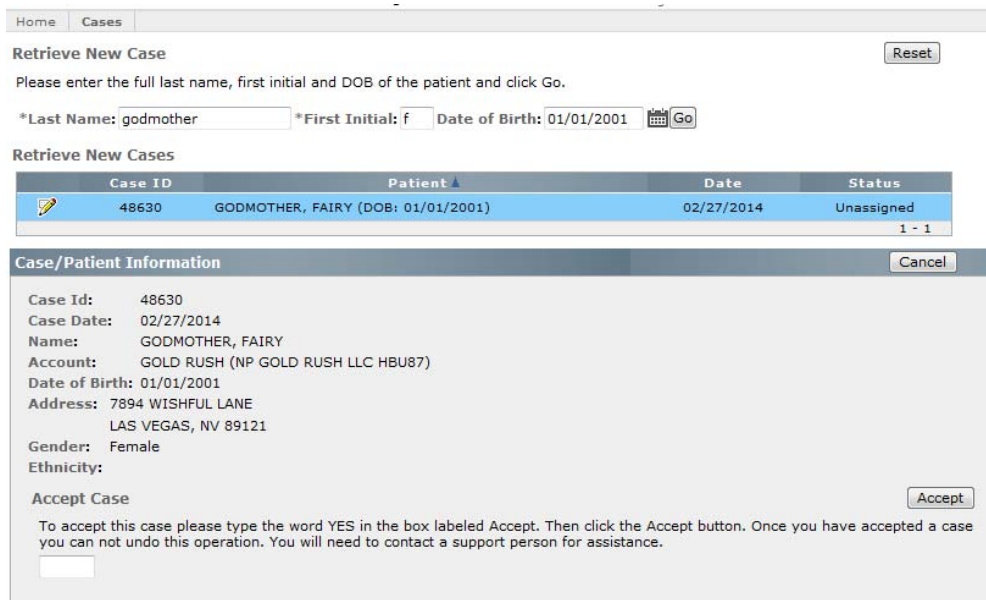 Home Cases
Retrieve New Case Reset
Please enter the full last name, first initial and DOB of the patient and click Go.
*Last Name: godmother *First Initial: f Date of Birth: 01/01/2001 Go
Retrieve New Cases
Case ID Patient Date Status
48630 GODMOTHER, FAIRY (DOB: 01/01/2001) 02/27/2014 Unassigned
1 - 1
Case/Patient Information Cancel
Case Id: 48630
Case Date: 02/27/2014
Name: GODMOTHER, FAIRY
Account: GOLD RUSH (NP GOLD RUSH LLC HBU87)
Date of Birth: 01/01/2001
Address: 7894 WISHFUL LANE
LAS VEGAS, NV 89121
Gender: Female
Ethnicity:
Accept Case Accept
To accept this case please type the word YES in the box labeled Accept. Then click the Accept button. Once you have accepted a case
you can not undo this operation. You will need to contact a support person for assistance.